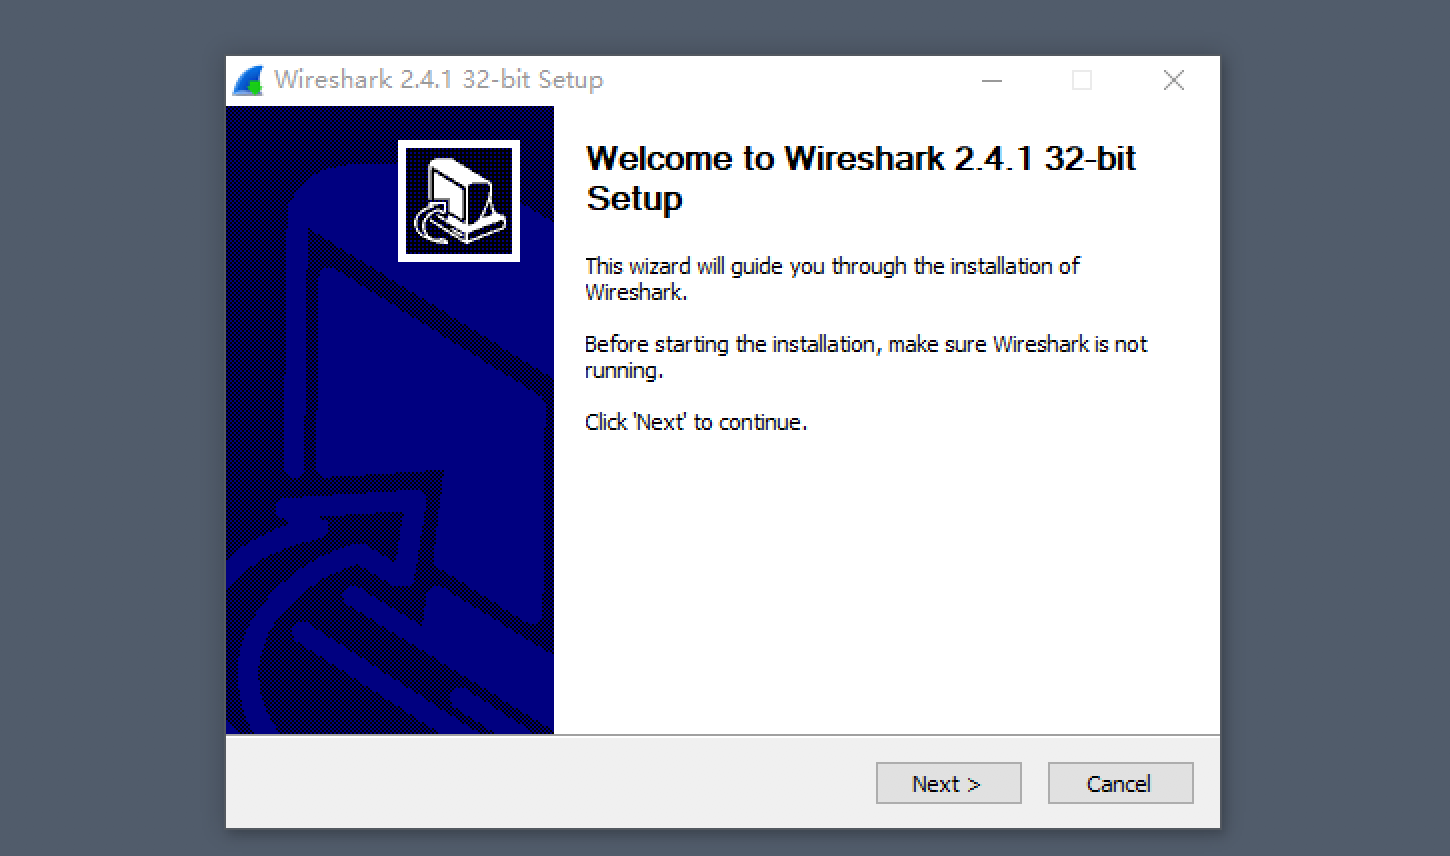 Wireshark 2.4.1 32-bit Setup
Welcome to Wireshark 2.4.1 32-bit
Setup
This wizard will guide you through the installation of
Wireshark.
Before starting the installation, make sure Wireshark is not
running.
Click 'Next' to continue.
Next >
Cancel